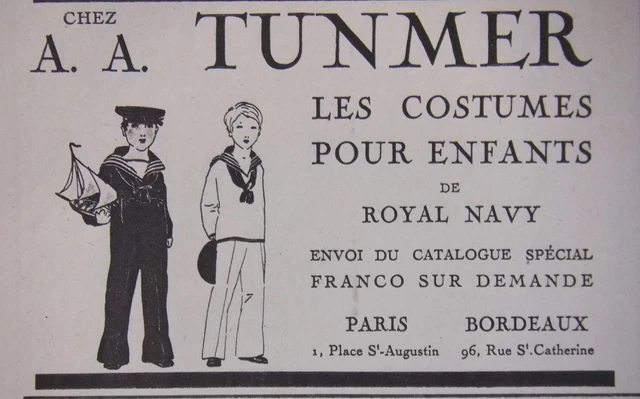 CHEZ
A. A. TUNMER
LES COSTUMES
POUR ENFANTS
DE
ROYAL NAVY
ENVOI DU CATALOGUE SPÉCIAL
FRANCO SUR DEMANDE
PARIS BORDEAUX
1, Place St-Augustin 96, Rue St.Catherine